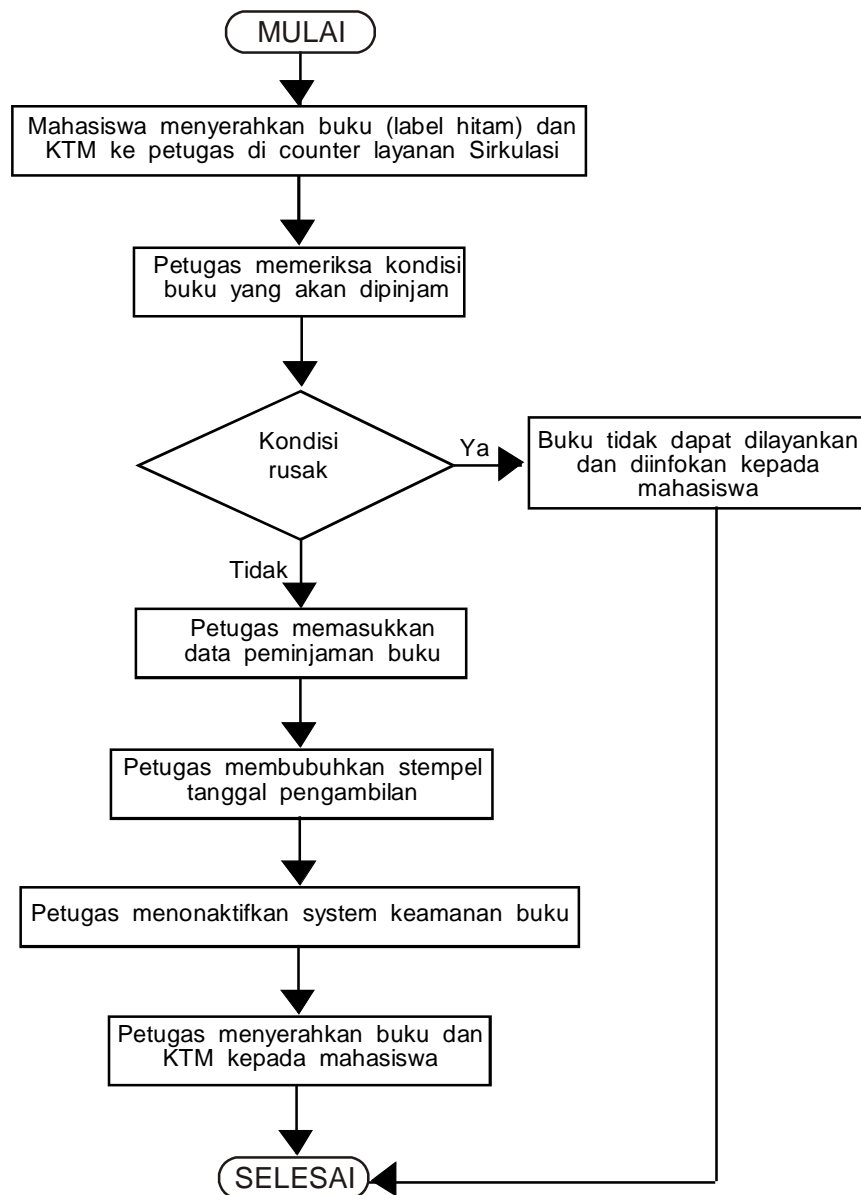 MULAI
Mahasiswa menyerahkan buku (label hitam) dan
KTM ke petugas di counter layanan Sirkulasi
Petugas memeriksa kondisi
buku yang akan dipinjam
Kondisi
rusak
Ya
Buku tidak dapat dilayankan
dan diinfokan kepada
mahasiswa
Tidak
Petugas memasukkan
data peminjaman buku
Petugas membubuhkan stempel
tanggal pengambilan
Petugas menonaktifkan system keamanan buku
Petugas menyerahkan buku dan
KTM kepada mahasiswa
SELESAI